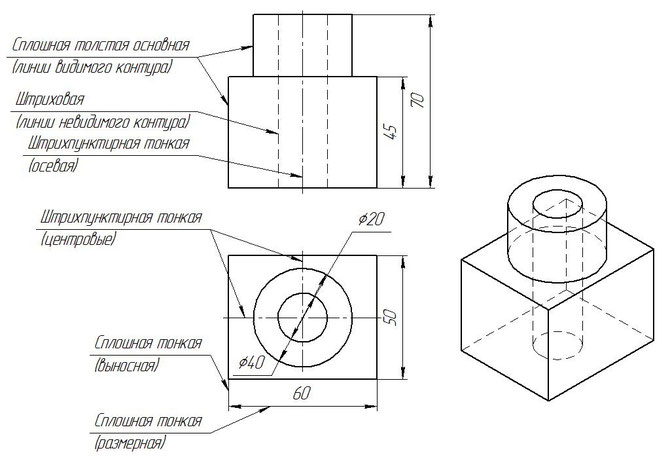 Сплошная толстая основная
(линии видимого контура)
Штриховая
(линии невидимого контура)
Штрихпунктирная тонкая
(осевая)
45
70
Штрихпунктирная тонкая
(центровые)
ϕ20
Сплошная тонкая
(выносная)
ϕ40
50
60
Сплошная тонкая
(размерная)